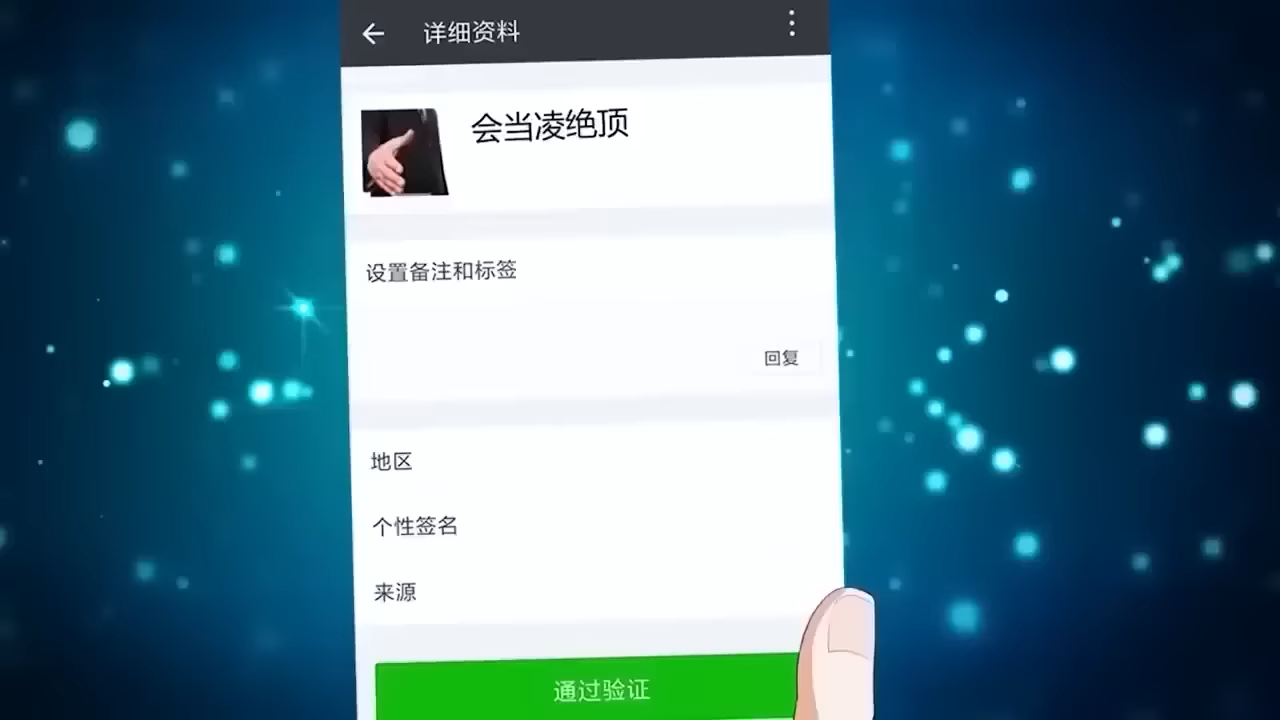 详细资料
会当凌绝顶
设置备注和标签
回复
地区
个性签名
来源
通过验证